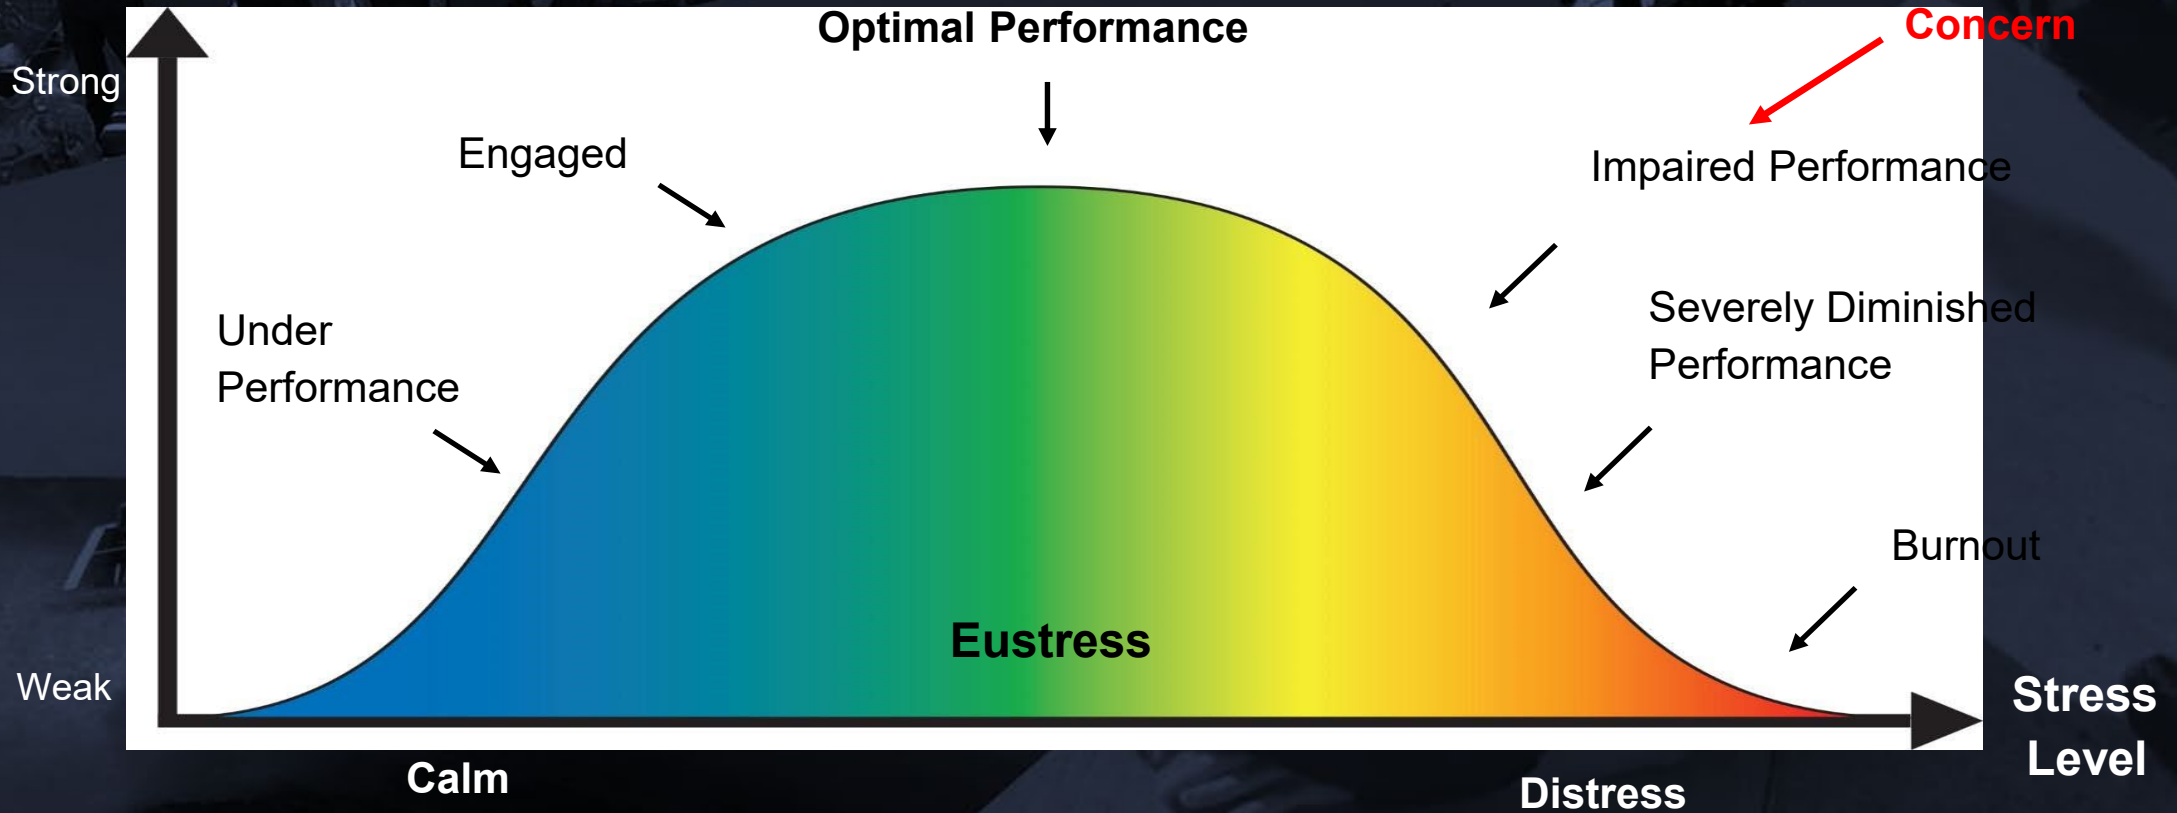 Optimal Performance
Concern
Strong
Engaged
Impaired Performance
Severely Diminished
Performance
Under
Performance
Burnout
Eustress
Weak
Stress
Level
Calm
Distress